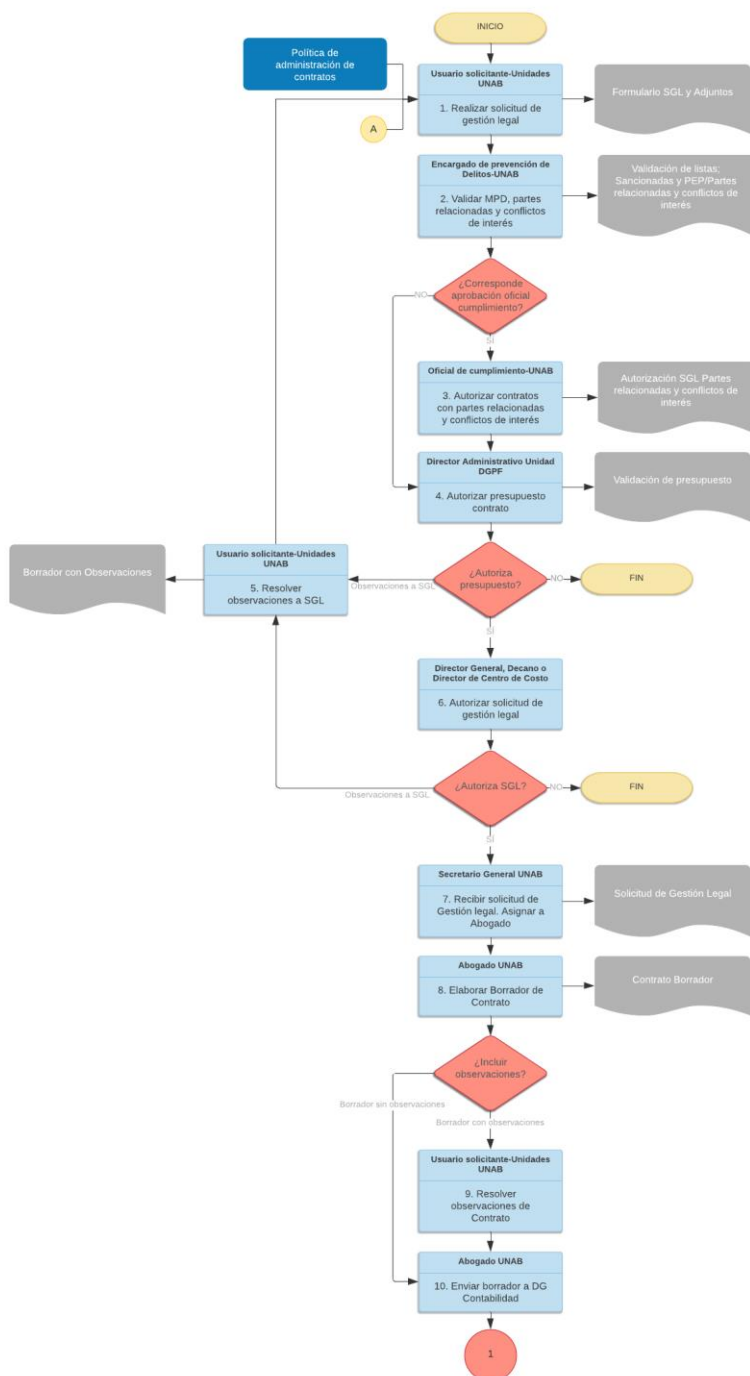 INICIO
Política de
administración de
contratos
Usuario solicitante-Unidades
UNAB
1. Realizar solicitud de
gestión legal
Formulario SGL y Adjuntos
A
Encargado de prevención de
Delitos-UNAB
2. Validar MPD, partes
relacionadas y conflictos
de interés
Validación de listas;
Sancionadas y PEP/Partes
relacionadas y conflictos de
interés
¿Corresponde
aprobación oficial
cumplimiento?
NO
SÍ
Oficial de cumplimiento-UNAB
3. Autorizar contratos
con partes relacionadas
y conflictos de interés
Autorización SGL Partes
relacionadas y conflictos de
interés
Director Administrativo Unidad
DGPF
4. Autorizar presupuesto
contrato
Validación de presupuesto
Usuario solicitante-Unidades
UNAB
5. Resolver
observaciones a SGL
Borrador con Observaciones
Observaciones a SGL
¿Autoriza
presupuesto?
NO
FIN
SÍ
Director General, Decano o
Director de Centro de Costo
6. Autorizar solicitud de
gestión legal
¿Autoriza SGL?
NO
FIN
Observaciones a SGL
SÍ
Secretario General UNAB
7. Recibir solicitud de
Gestión legal. Asignar a
Abogado
Solicitud de Gestión Legal
Abogado UNAB
8. Elaborar Borrador de
Contrato
Contrato Borrador
¿Incluir
observaciones?
Borrador sin observaciones
Borrador con observaciones
Usuario solicitante-Unidades
UNAB
9. Resolver
observaciones de
Contrato
Abogado UNAB
10. Enviar borrador a DG
Contabilidad
1